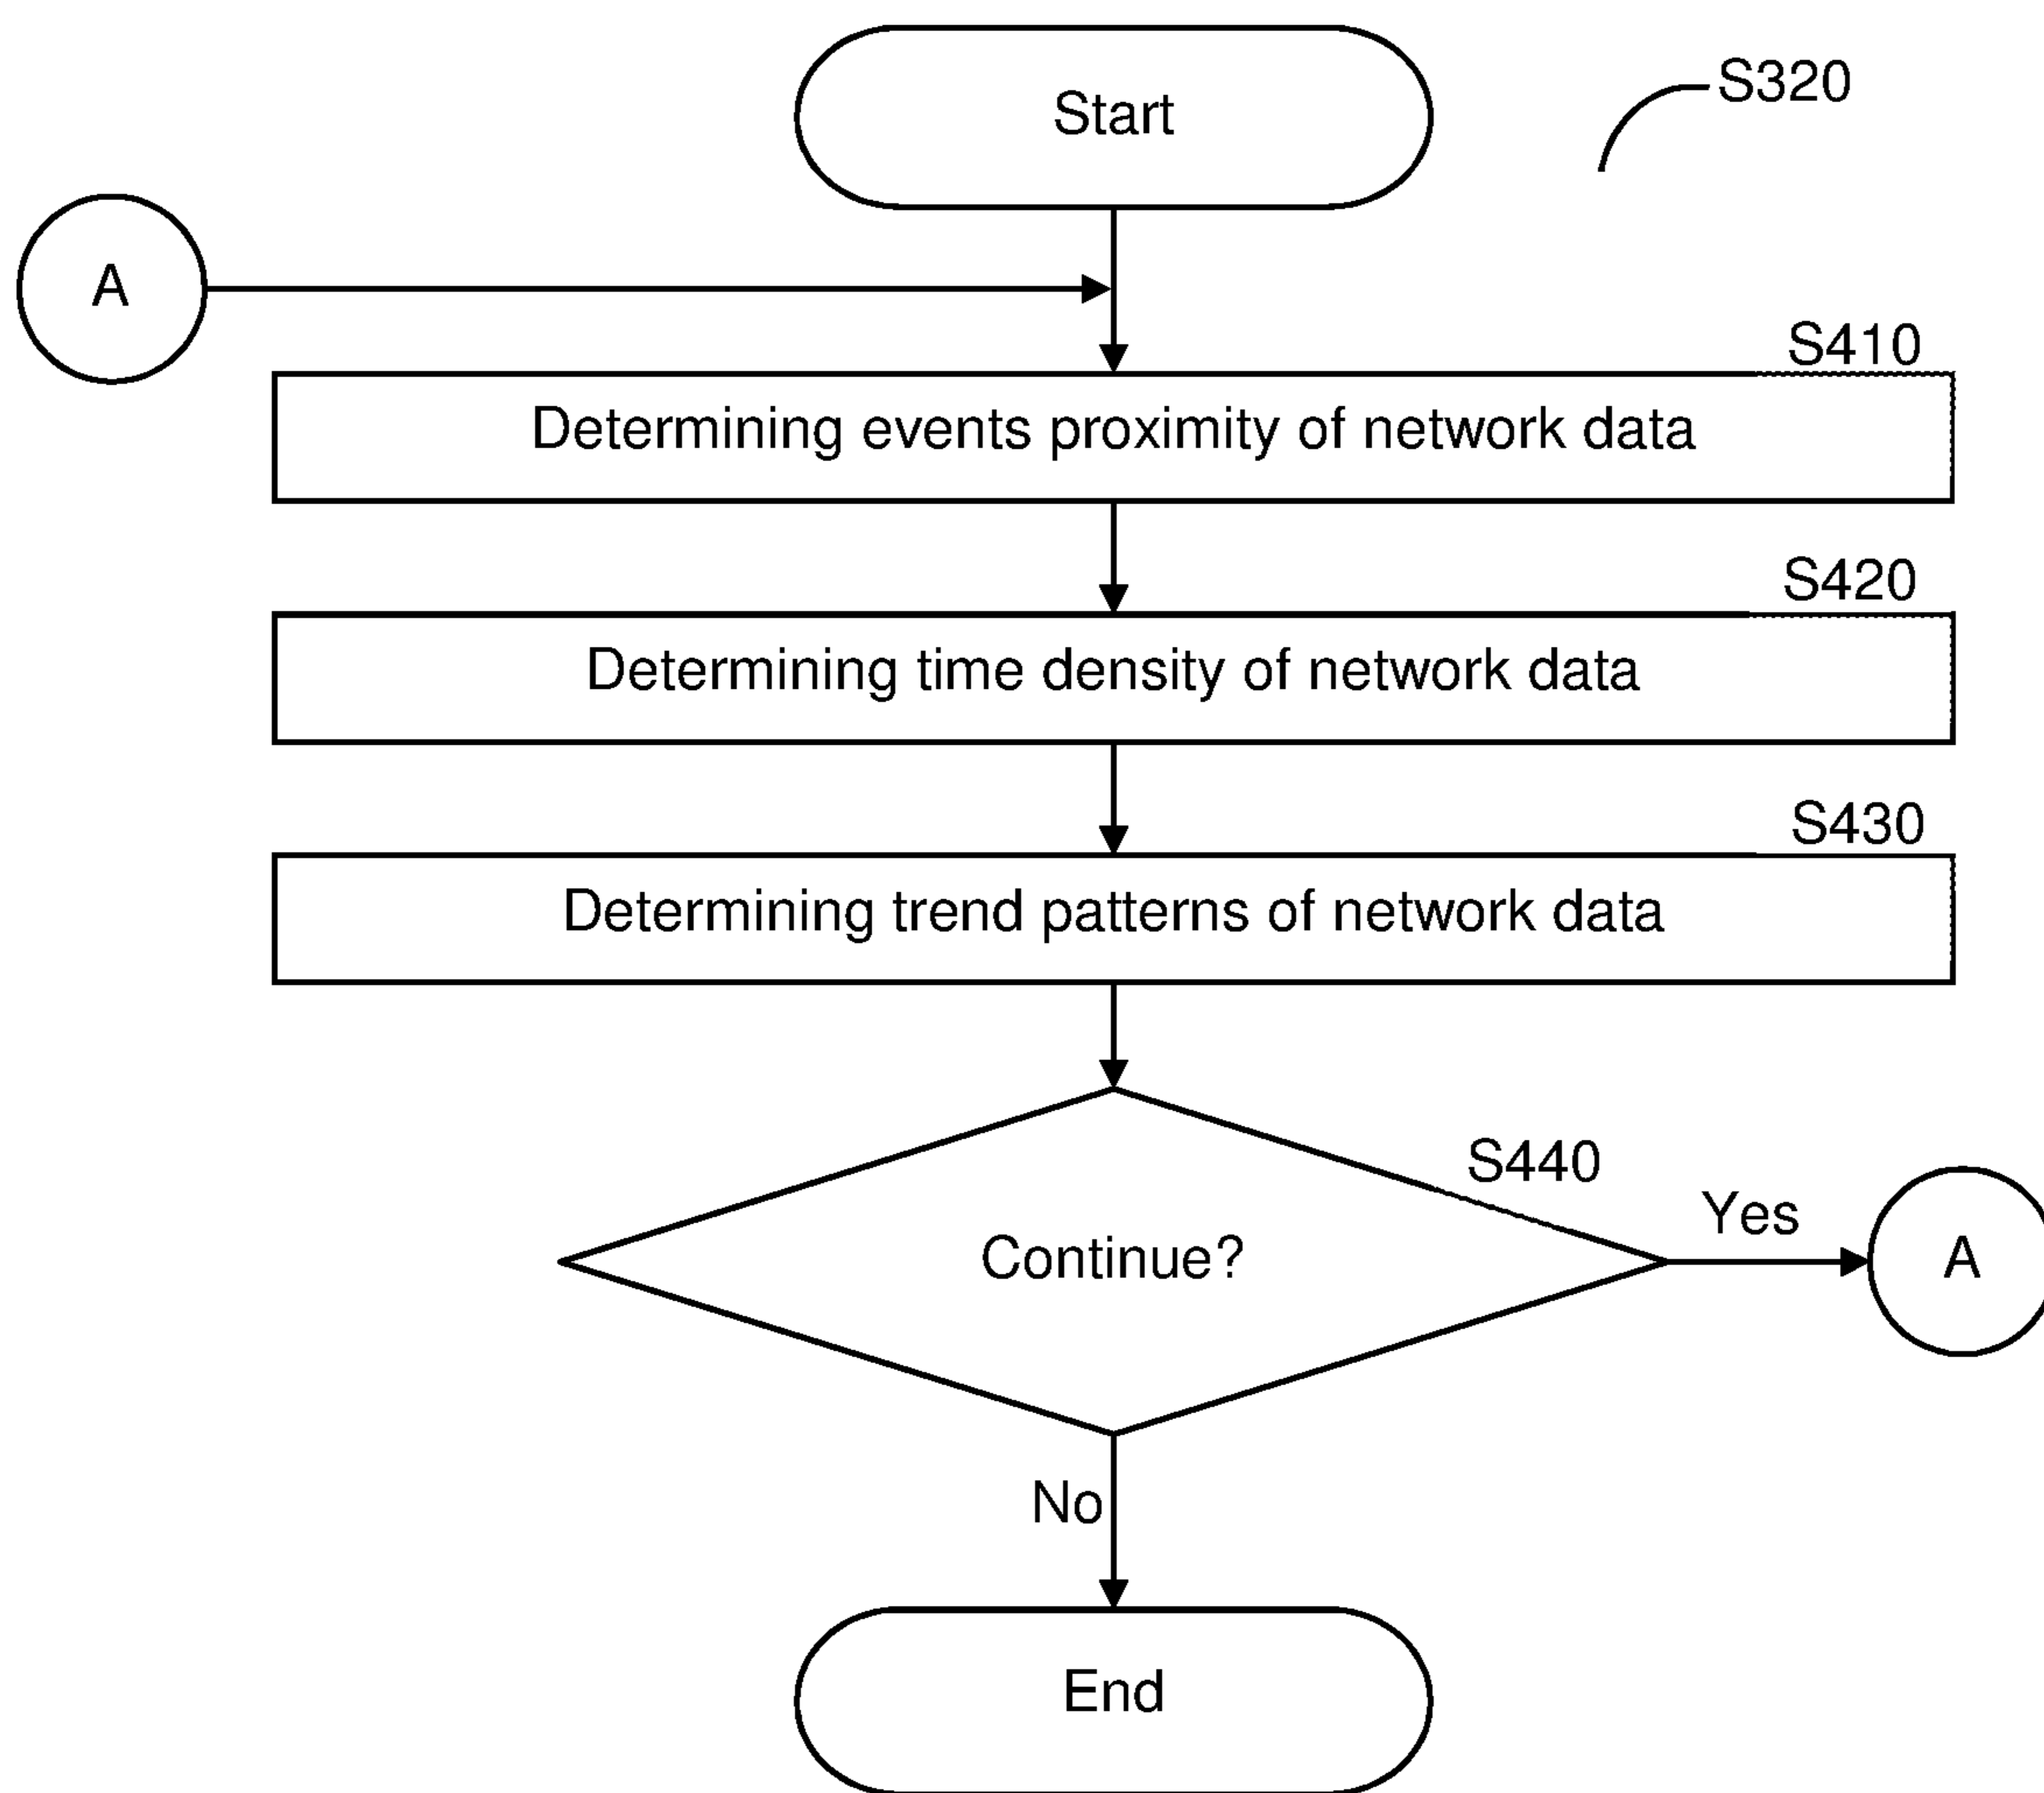 Start
S320
A
S410
Determining events proximity of network data
S420
Determining time density of network data
S430
Determining trend patterns of network data
S440
Continue?
Yes
A
No
End